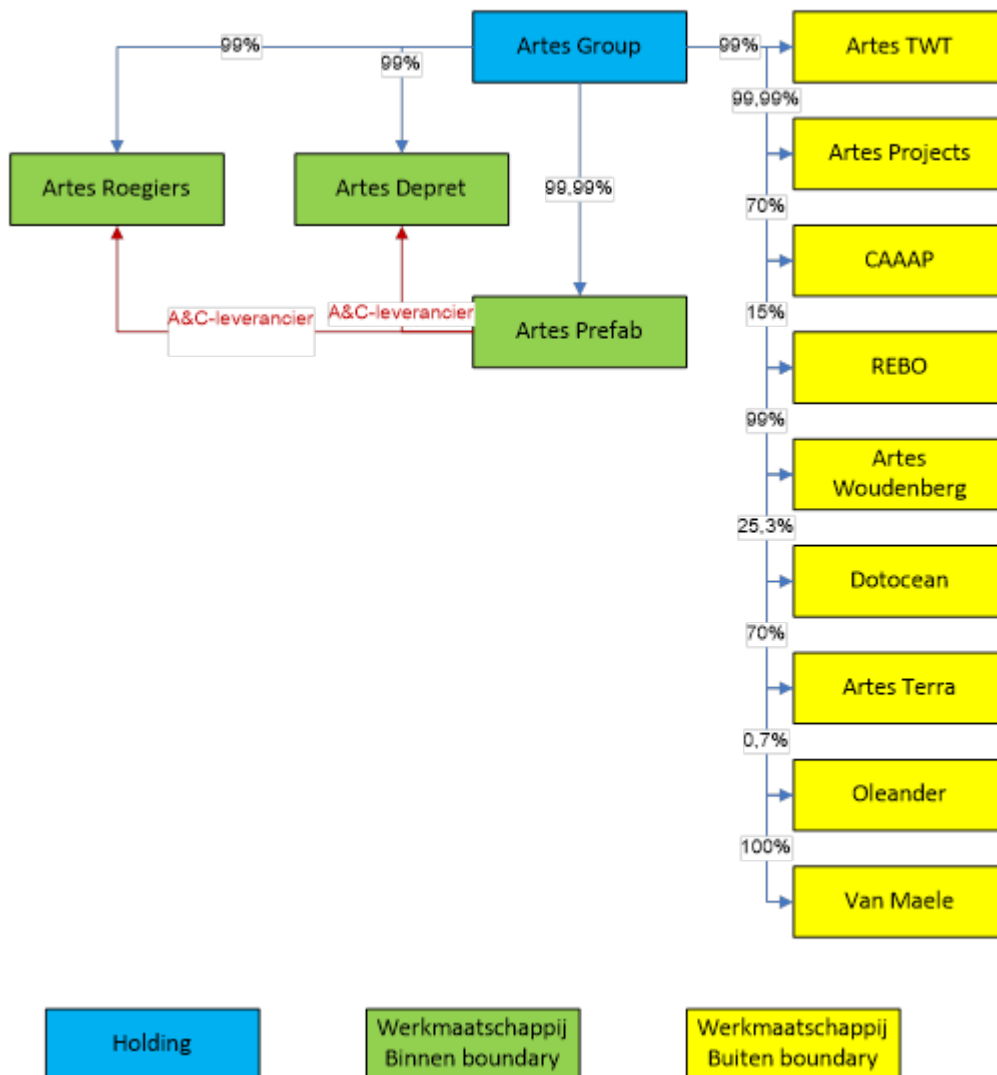 Artes Group
99%
99%
99%
Artes TWT
99,99%
Artes Projects
Artes Roegiers
Artes Depret
99,99%
70%
CAAAP
A&C-leverancier
A&C-leverancier
Artes Prefab
15%
REBO
99%
Artes
Woudenberg
25,3%
Dotocean
70%
Artes Terra
0,7%
Oleander
100%
Van Maele
Holding
Werkmaatschappij
Binnen boundary
Werkmaatschappij
Buiten boundary